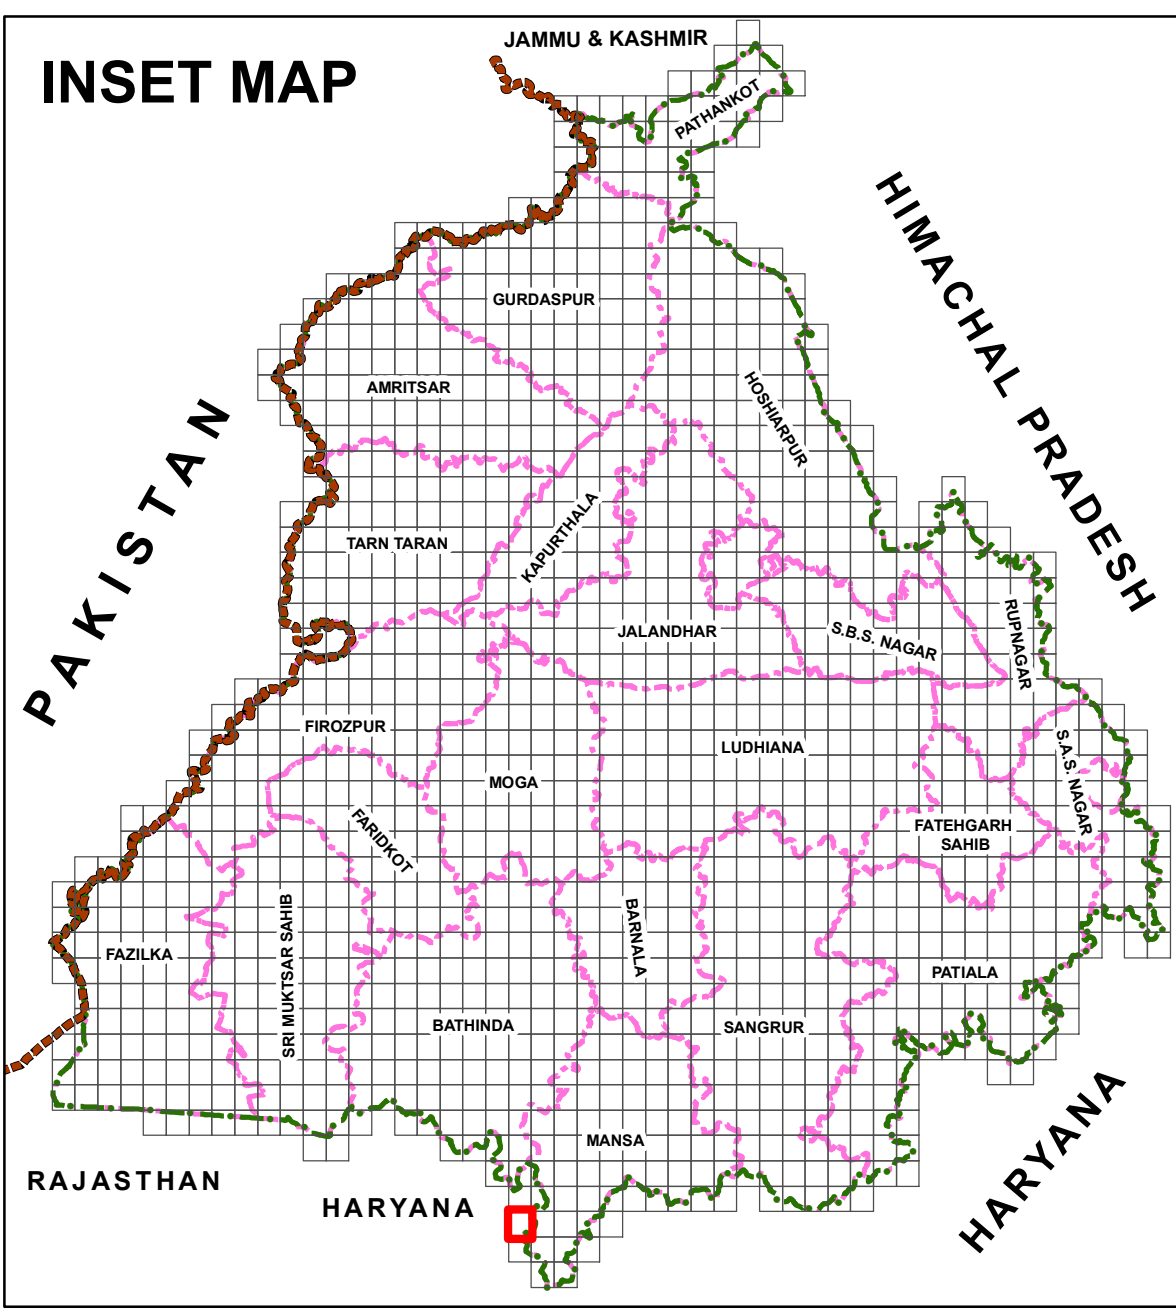 JAMMU & KASHMIR
INSET MAP
PATHANKOT
HIMACHAL PRADESH
GURDASPUR
AMRITSAR
HOSHIARPUR
PAKISTAN
KAPURTHALA
TARN TARAN
JALANDHAR
S.B.S. NAGAR
RUPNAGAR
FIROZPUR
LUDHIANA
S.A.S. NAGAR
MOGA
FARIDKOT
FATEHGARH
SAHIB
BARNALA
SRI MUKTSAR SAHIB
FAZILKA
PATIALA
BATHINDA
SANGRUR
MANSA
HARYANA
RAJASTHAN
HARYANA